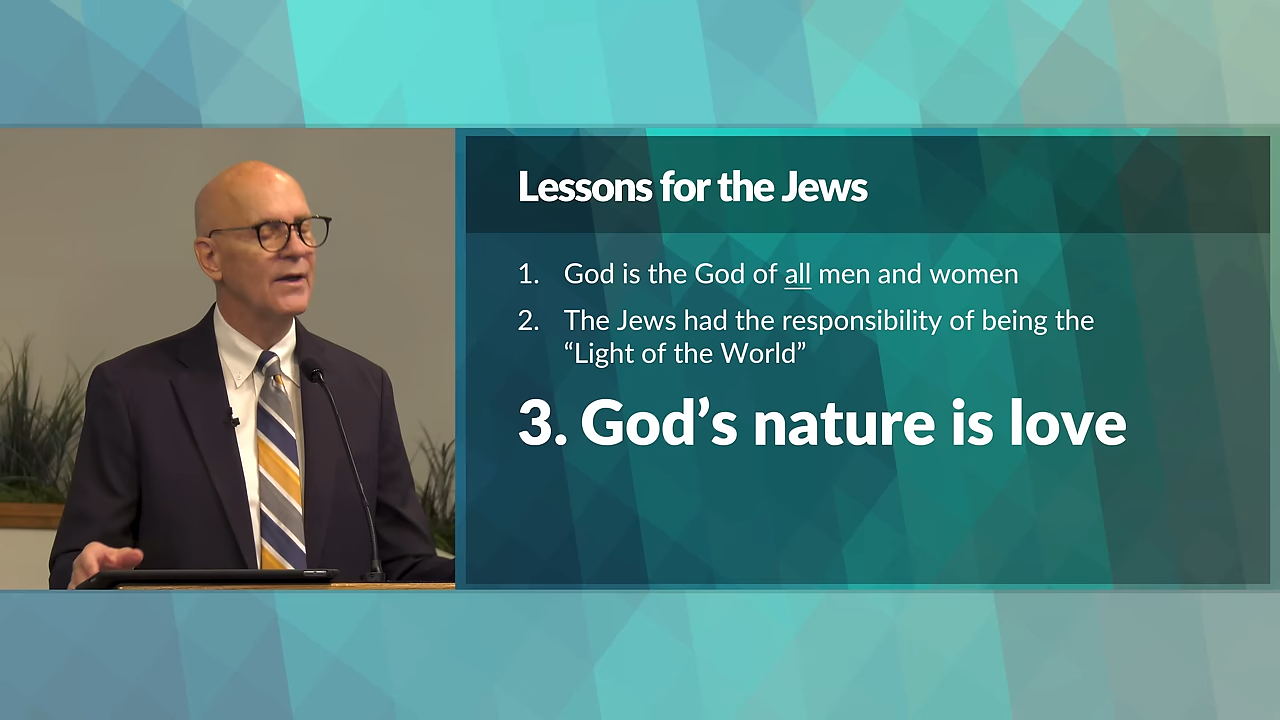 Lessons for the Jews
1. God is the God of all men and women
2. The Jews had the responsibility of being the
“Light of the World”
3. God’s nature is love